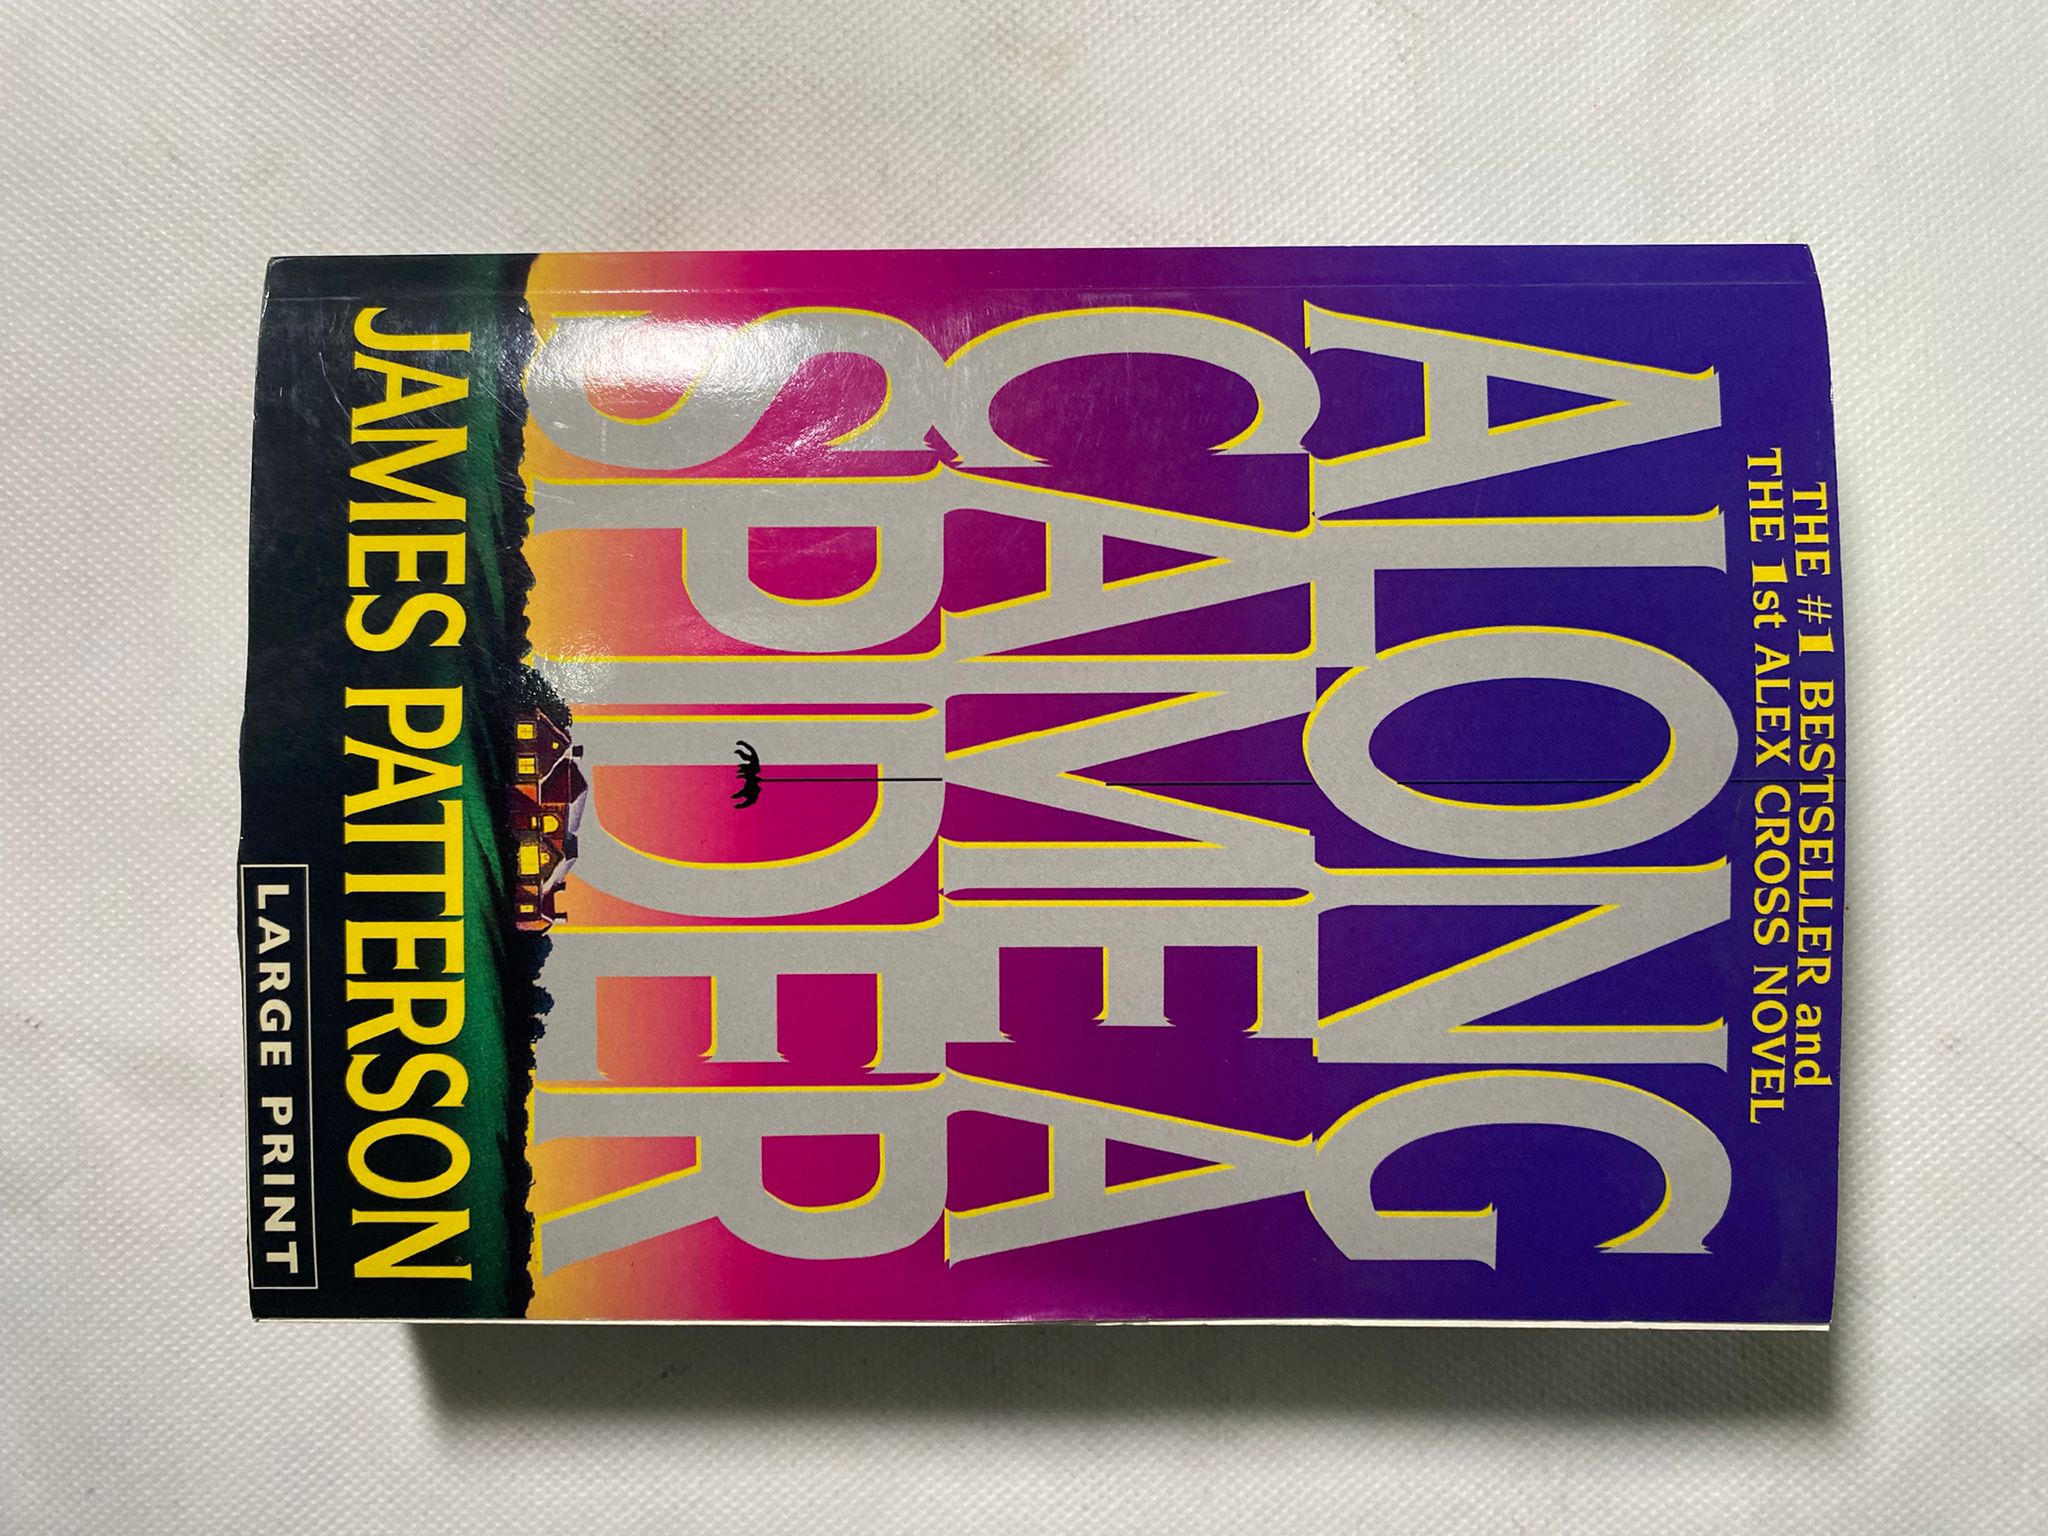 THE #1 BESTSELLER and
THE 1st ALEX CROSS NOVEL
ALONG
CAME A
SPIDER
JAMES PATTERSON
LARGE PRINT